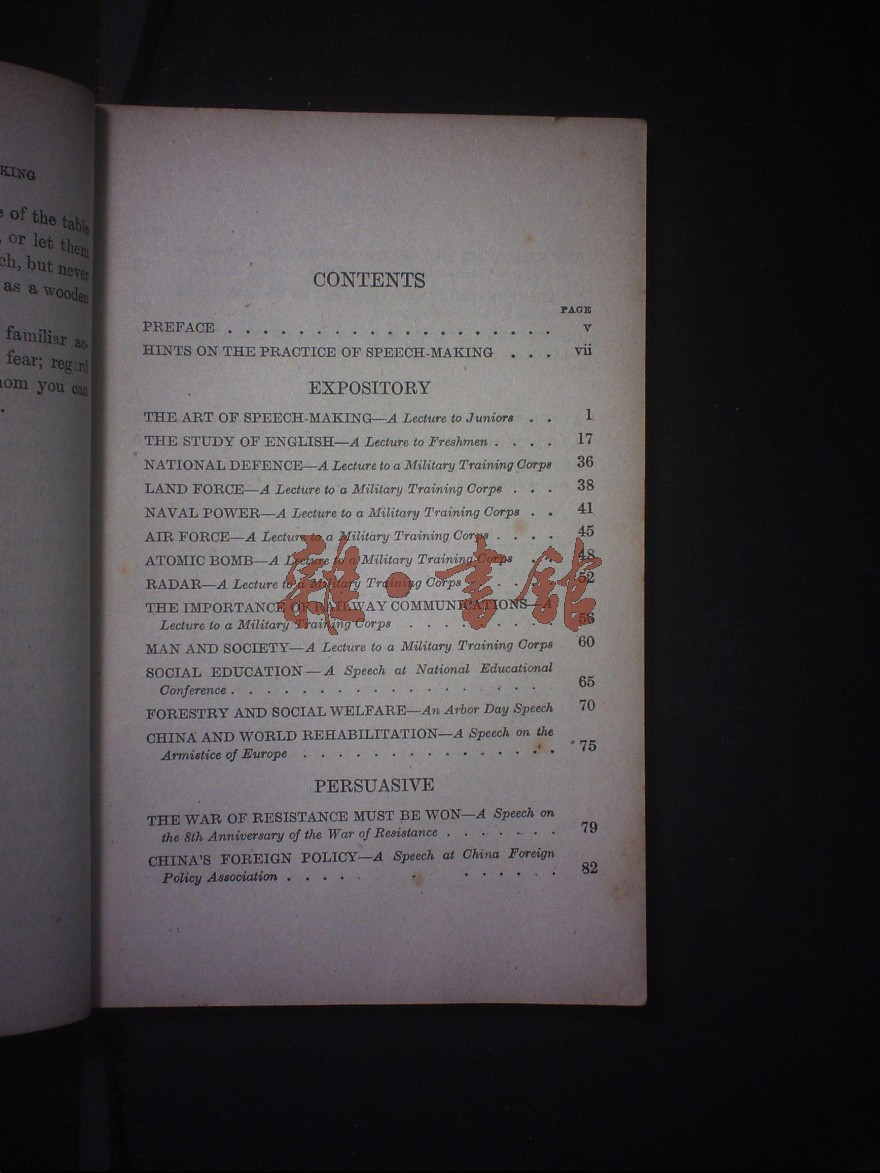 KING
of the table
or let them
ch, but never
as a wooden
familiar ac-
fear; regard
om you can
CONTENTS
PAGE
PREFACE . . . . . . . . . . . . . . . . . . . v
HINTS ON THE PRACTICE OF SPEECH-MAKING . . . vii
EXPOSITORY
THE ART OF SPEECH-MAKING—A Lecture to Juniors . . 1
THE STUDY OF ENGLISH—A Lecture to Freshmen . . . . 17
NATIONAL DEFENCE—A Lecture to a Military Training Corps 36
LAND FORCE—A Lecture to a Military Training Corps . . . 38
NAVAL POWER—A Lecture to a Military Training Corps . . 41
AIR FORCE—A Lecture to a Military Training Corps . . . . 45
ATOMIC BOMB—A Lecture to a Military Training Corps . . 48
RADAR—A Lecture to a Military Training Corps . . . . . 52
THE IMPORTANCE OF RAILWAY COMMUNICATIONS—A
Lecture to a Military Training Corps . . . . . . . .
MAN AND SOCIETY—A Lecture to a Military Training Corps 60
SOCIAL EDUCATION—A Speech at National Educational
Conference . . . . . . . . . . . . . . . . . . 65
FORESTRY AND SOCIAL WELFARE—An Arbor Day Speech 70
CHINA AND WORLD REHABILITATION—A Speech on the
Armistice of Europe . . . . . . . . . . . . . . . 75
PERSUASIVE
THE WAR OF RESISTANCE MUST BE WON—A Speech on
the 8th Anniversary of the War of Resistance . . . . . . . 79
CHINA'S FOREIGN POLICY—A Speech at China Foreign
Policy Association . . . . . . . . . . . . 82
雜·書館